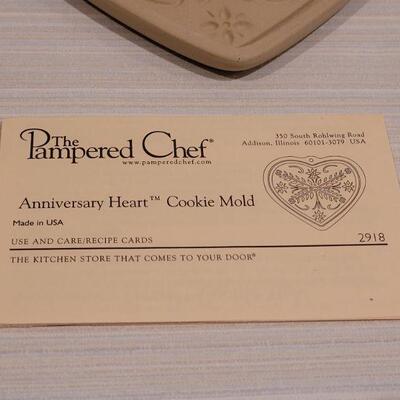 The
Pampered Chef®
www.pamperedchef.com
350 South Rohlwing Road
Addison, Illinois 60101-3079 USA
Anniversary Heart™ Cookie Mold
Made in USA
USE AND CARE/RECIPE CARDS 2918
THE KITCHEN STORE THAT COMES TO YOUR DOOR®